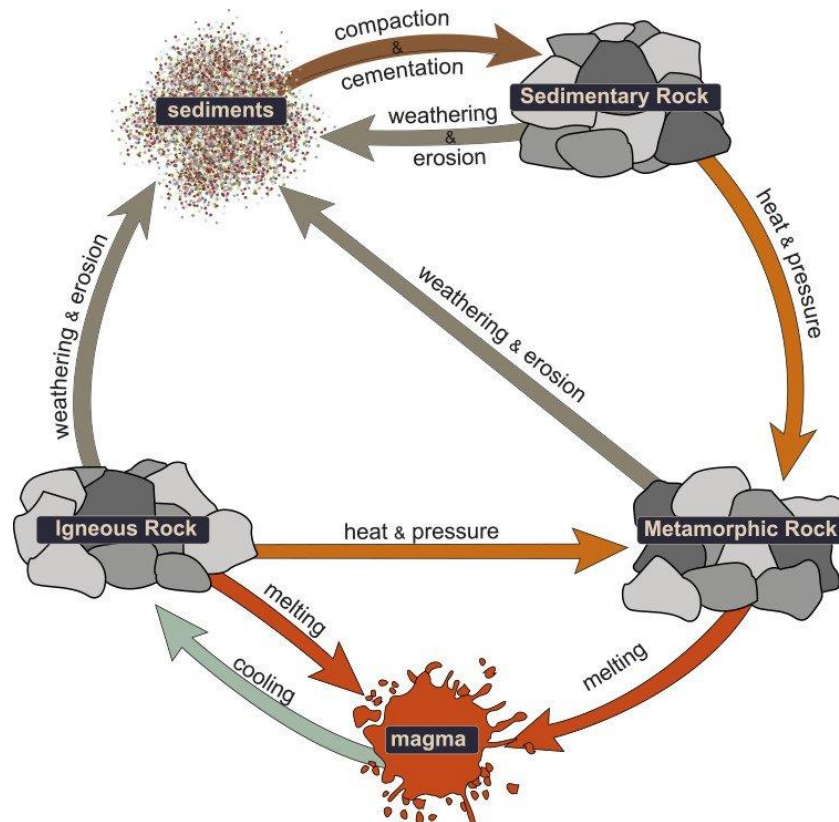 compaction
&
cementation
sediments
Sedimentary Rock
weathering
&
erosion
heat & pressure
weathering & erosion
weathering & erosion
Igneous Rock
heat & pressure
Metamorphic Rock
melting
cooling
melting
magma